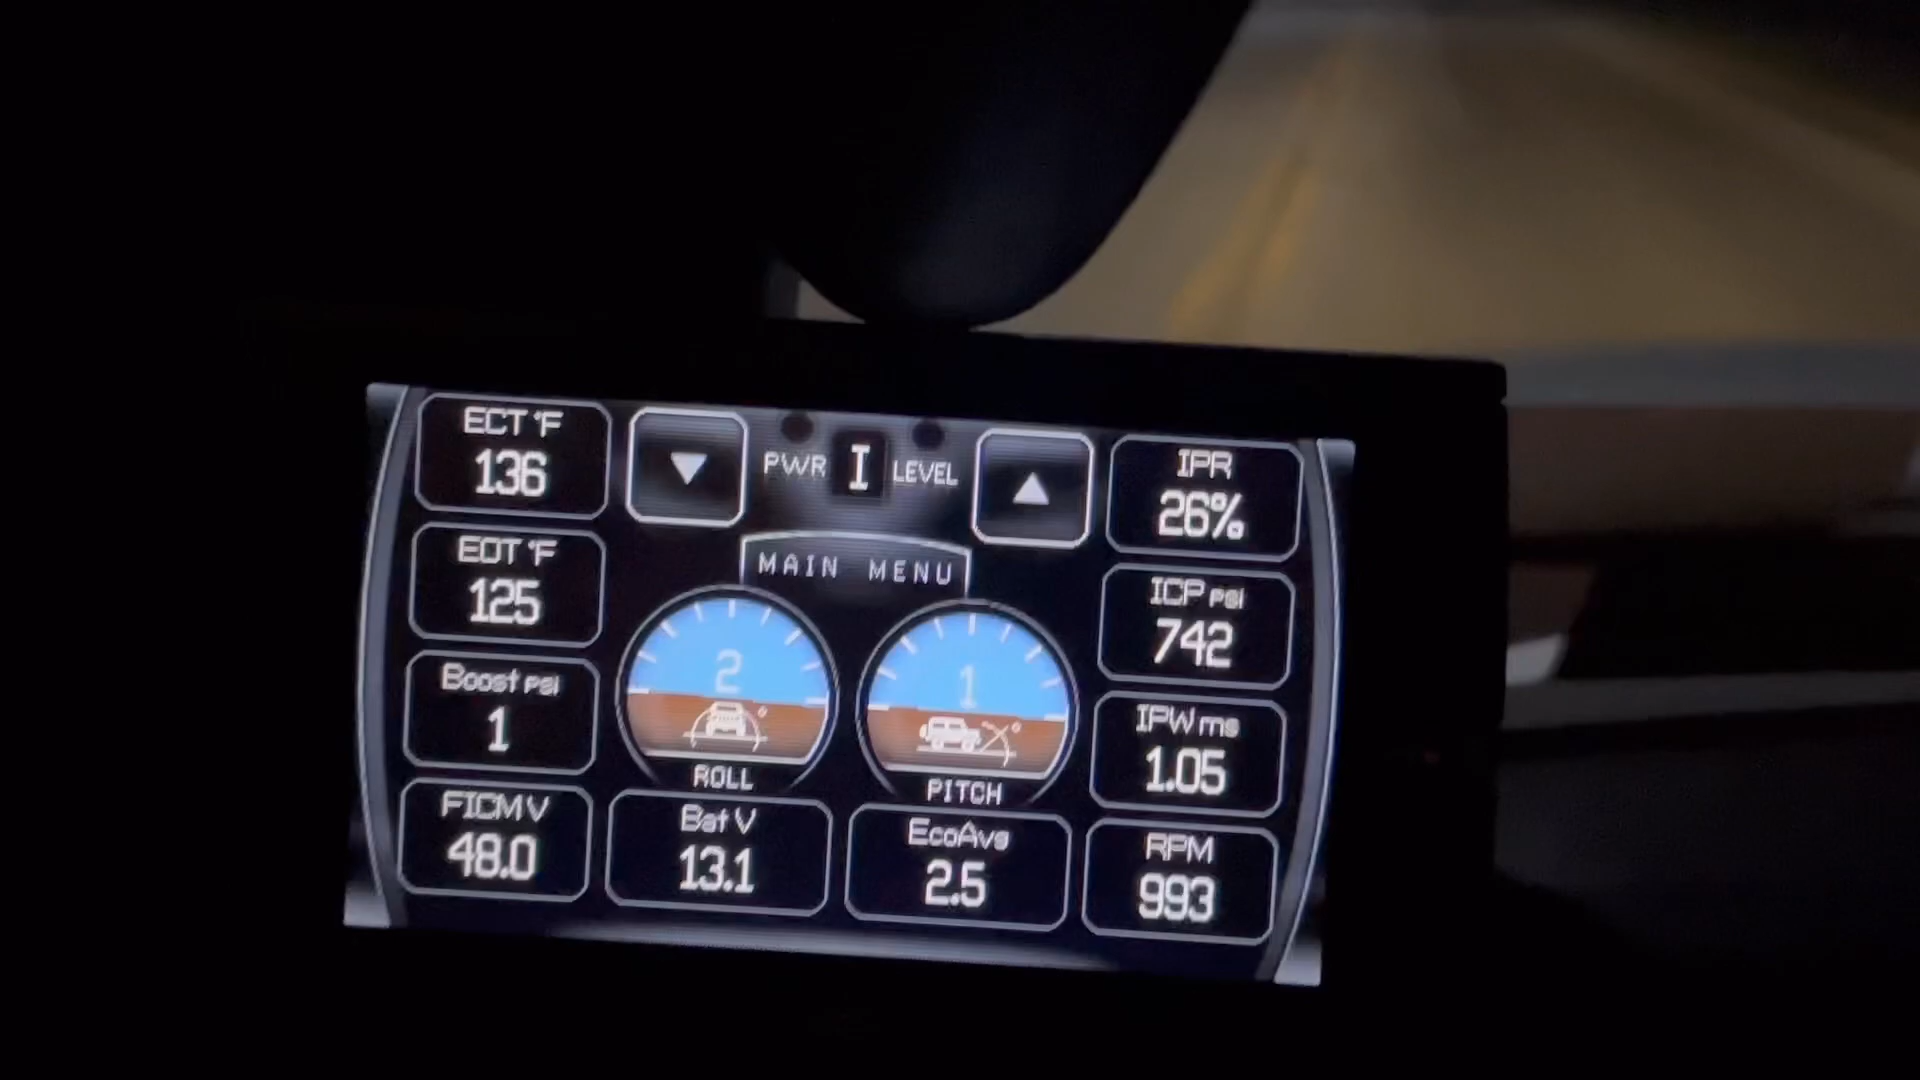 ECT °F
136
PWR I LEVEL
IPR
26%
MAIN MENU
EOT °F
125
ICP psi
742
2
1
Boost psi
1
IPW ms
1.05
ROLL
PITCH
FICM V
48.0
Bat V
13.1
EcoAvg
2.5
RPM
993